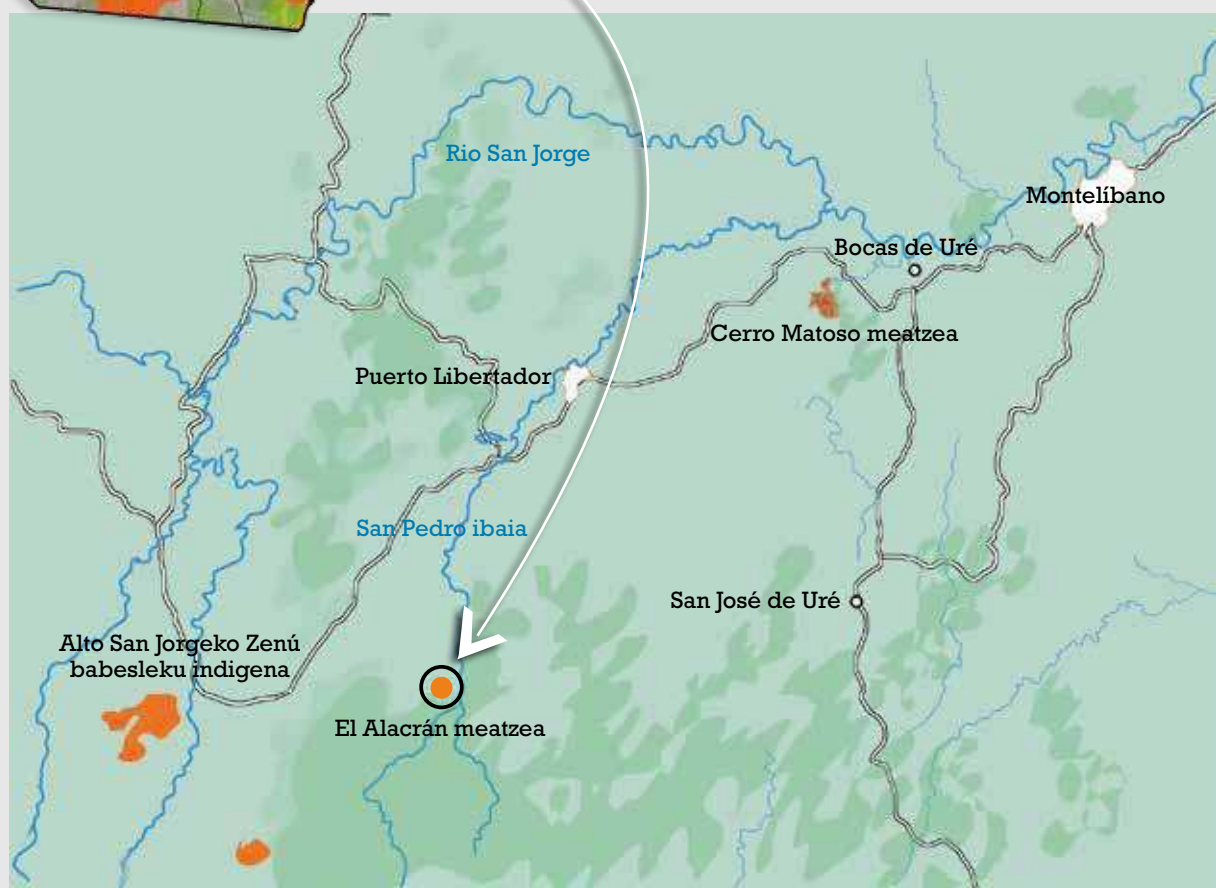 Rio San Jorge
Montelíbano
Bocas de Uré
Cerro Matoso meatzea
Puerto Libertador
San Pedro ibaia
San José de Uré
Alto San Jorgeko Zenú
babesleku indigena
El Alacrán meatzea